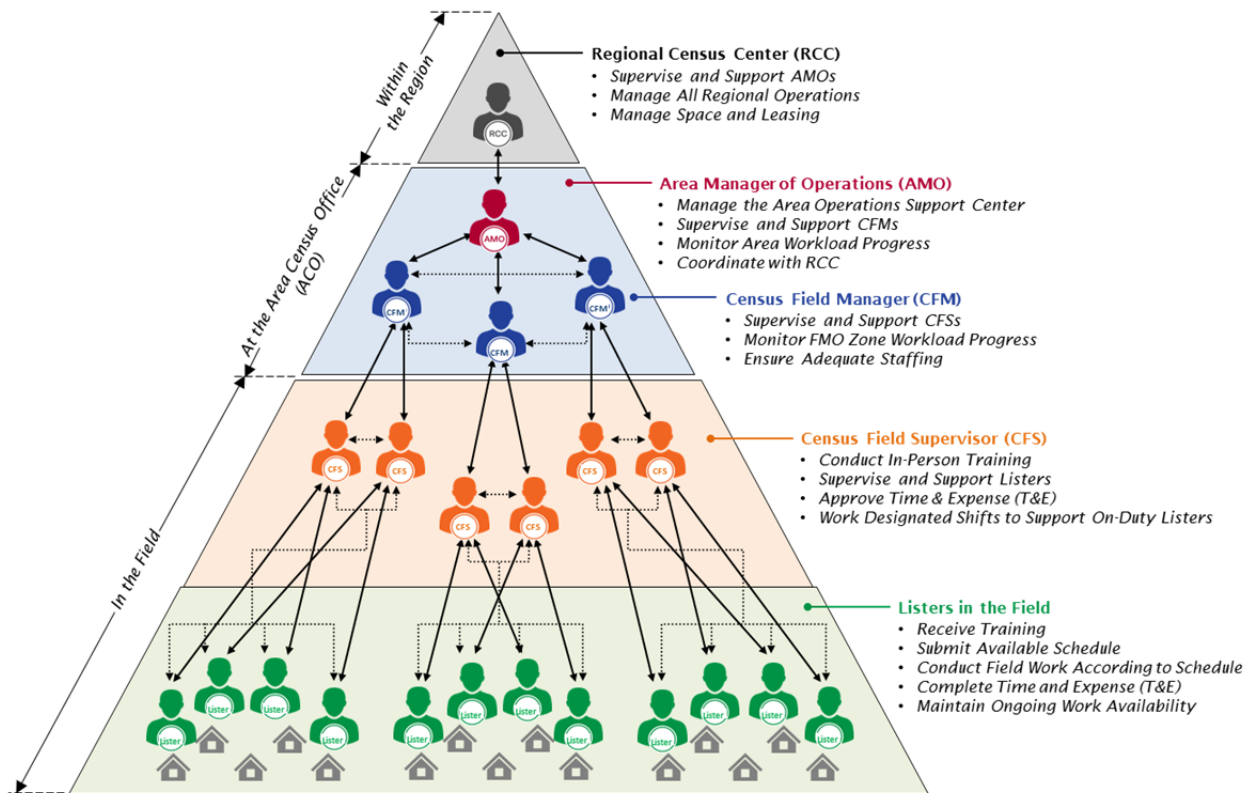 Within
the Region
Regional Census Center (RCC)
• Supervise and Support AMOs
• Manage All Regional Operations
• Manage Space and Leasing
RCC
At the Area Census Office
(ACO)
Area Manager of Operations (AMO)
• Manage the Area Operations Support Center
• Supervise and Support CFMs
• Monitor Area Workload Progress
• Coordinate with RCC
AMO
Census Field Manager (CFM)
• Supervise and Support CFSs
• Monitor FMO Zone Workload Progress
• Ensure Adequate Staffing
CFM
CFM¹
CFM
In the Field
Census Field Supervisor (CFS)
• Conduct In-Person Training
• Supervise and Support Listers
• Approve Time & Expense (T&E)
• Work Designated Shifts to Support On-Duty Listers
CFS
CFS
CFS
CFS
CFS
CFS
Listers in the Field
• Receive Training
• Submit Available Schedule
• Conduct Field Work According to Schedule
• Complete Time and Expense (T&E)
• Maintain Ongoing Work Availability
Lister
Lister
Lister
Lister
Lister
Lister
Lister
Lister
Lister
Lister
Lister
Lister